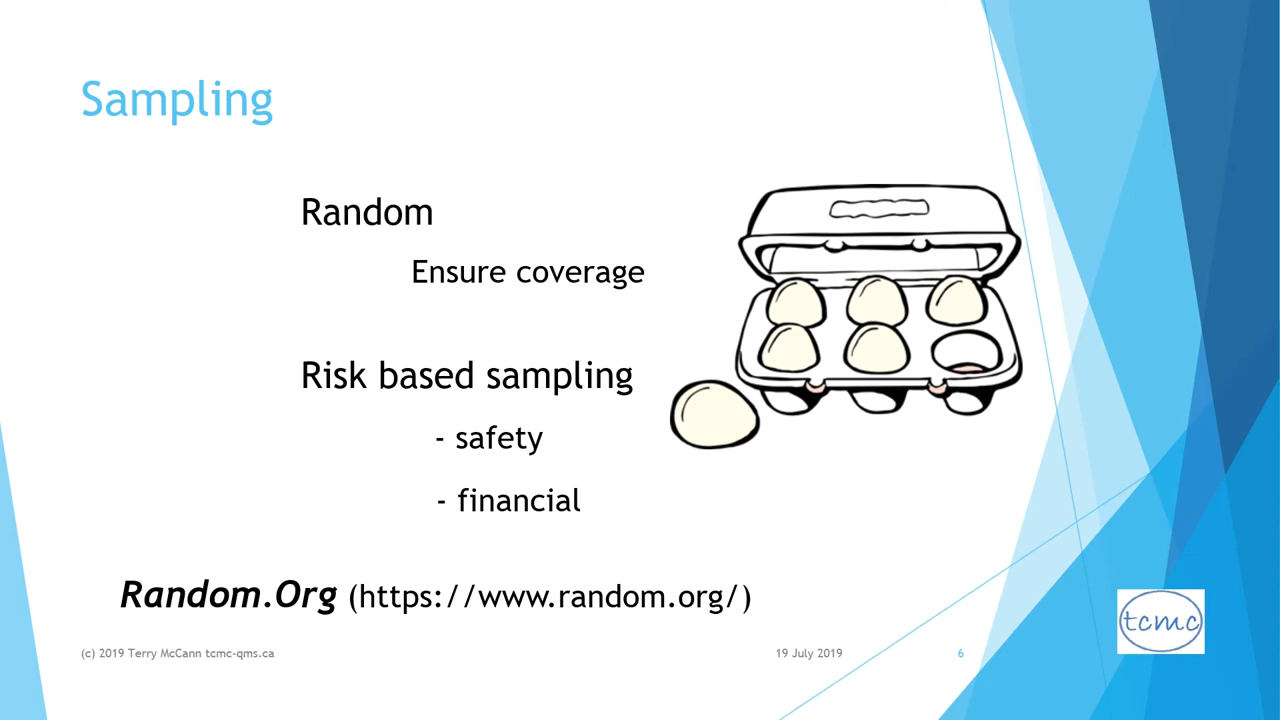 Sampling
Random
Ensure coverage
Risk based sampling
- safety
- financial
Random.Org (https://www.random.org/)
(c) 2019 Terry McCann tcmc-qms.ca
19 July 2019
6
tcmc